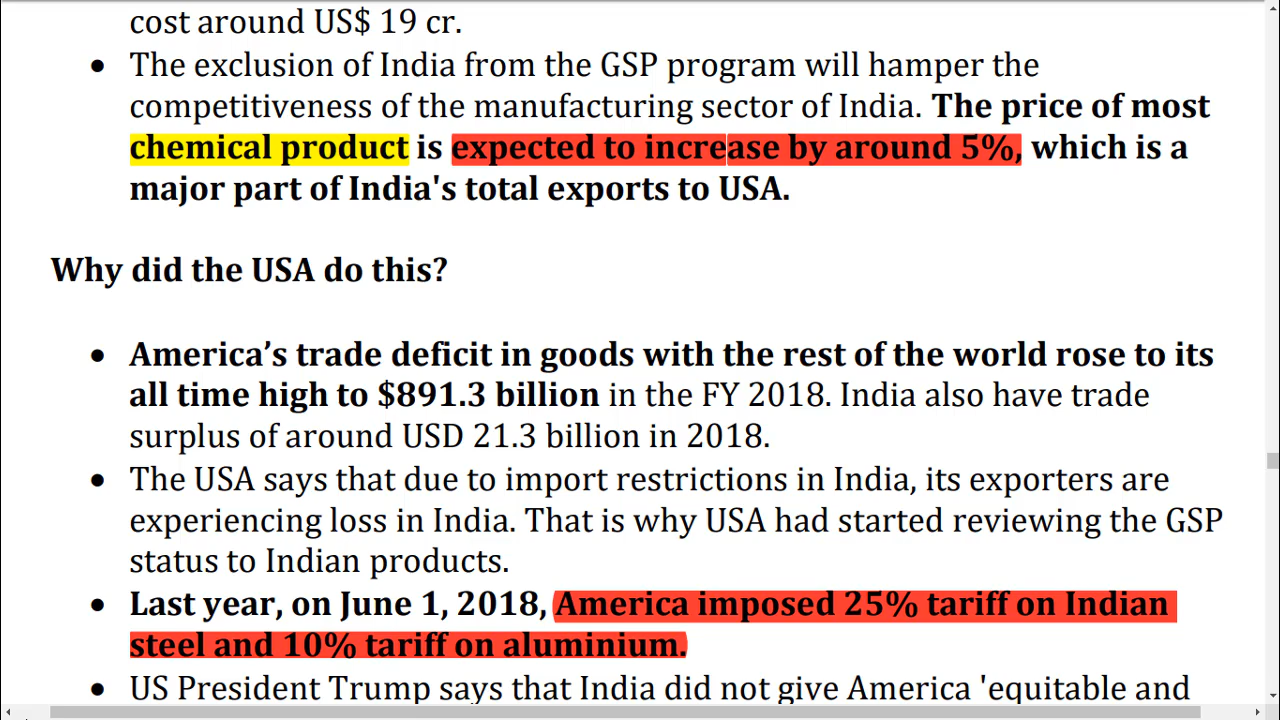 cost around US$ 19 cr.
• The exclusion of India from the GSP program will hamper the
competitiveness of the manufacturing sector of India. The price of most
chemical product is expected to increase by around 5%, which is a
major part of India's total exports to USA.
Why did the USA do this?
• America’s trade deficit in goods with the rest of the world rose to its
all time high to $891.3 billion in the FY 2018. India also have trade
surplus of around USD 21.3 billion in 2018.
• The USA says that due to import restrictions in India, its exporters are
experiencing loss in India. That is why USA had started reviewing the GSP
status to Indian products.
• Last year, on June 1, 2018, America imposed 25% tariff on Indian
steel and 10% tariff on aluminium.
• US President Trump says that India did not give America 'equitable and